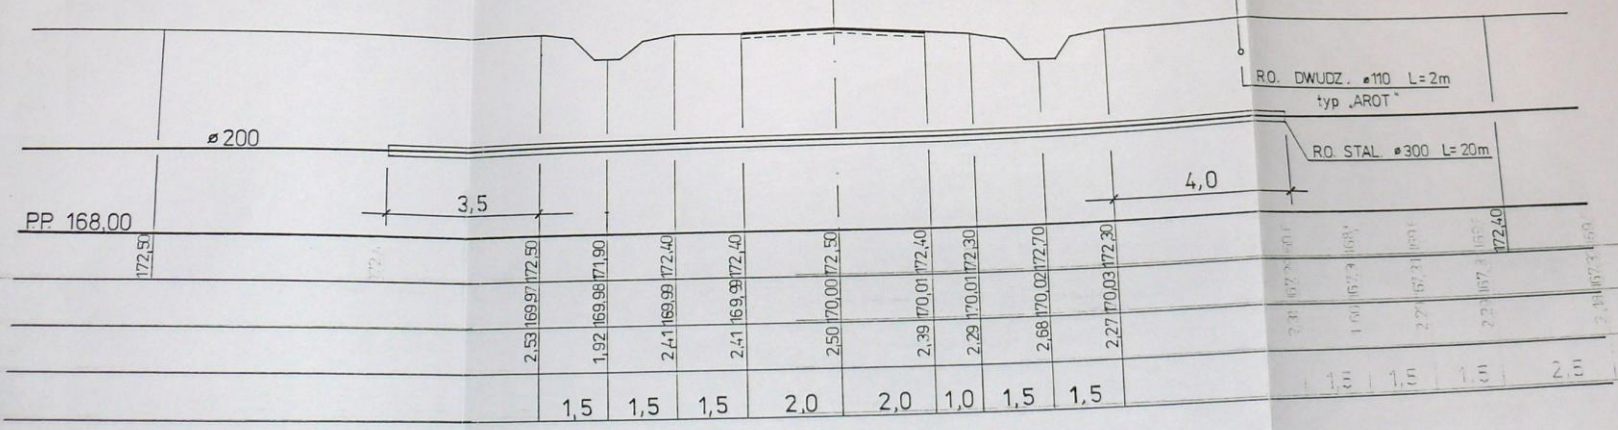 R.O. DWUDZ. ø110 L=2m
typ „AROT"
ø200
R.O. STAL. ø300 L=20m
3,5
4,0
P.P. 168,00
172,50
172,50 171,90 172,40 172,40 172,50 172,40 172,30 172,70 172,30 172,40
169,97 169,98 169,99 169,99 170,00 170,01 170,01 170,02 170,03
2,53 1,92 2,41 2,41 2,50 2,39 2,29 2,68 2,27
1,5 1,5 1,5 2,0 2,0 1,0 1,5 1,5 1,5 1,5 1,5 2,5